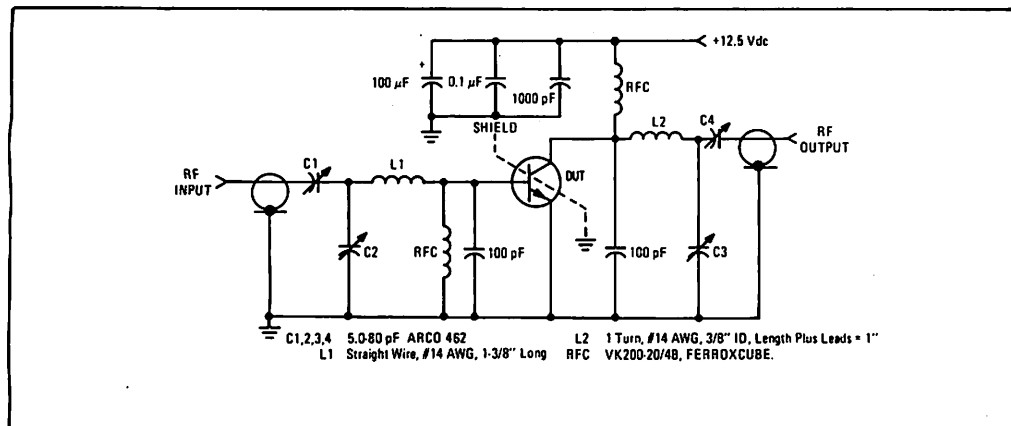 +12.5 Vdc
+
100 µF
0.1 µF
1000 pF
RFC
SHIELD
L2
C4
RF
OUTPUT
C1
L1
RF
INPUT
DUT
C2
RFC
100 pF
100 pF
C3
C1,2,3,4 5.0-80 pF ARCO 462
L1 Straight Wire, #14 AWG, 1-3/8" Long
L2 1 Turn, #14 AWG, 3/8" ID, Length Plus Leads = 1"
RFC VK200-20/4B, FERROXCUBE.